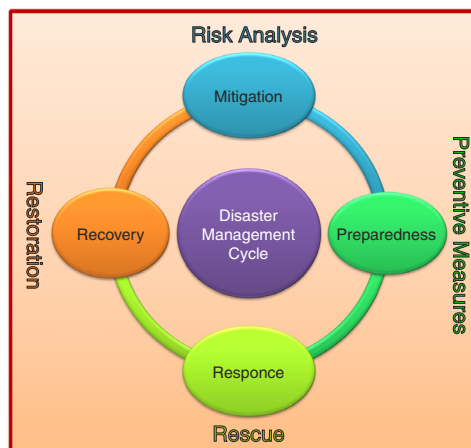 Risk Analysis
Mitigation
Preventive Measures
Preparedness
Disaster
Management
Cycle
Recovery
Restoration
Responce
Rescue